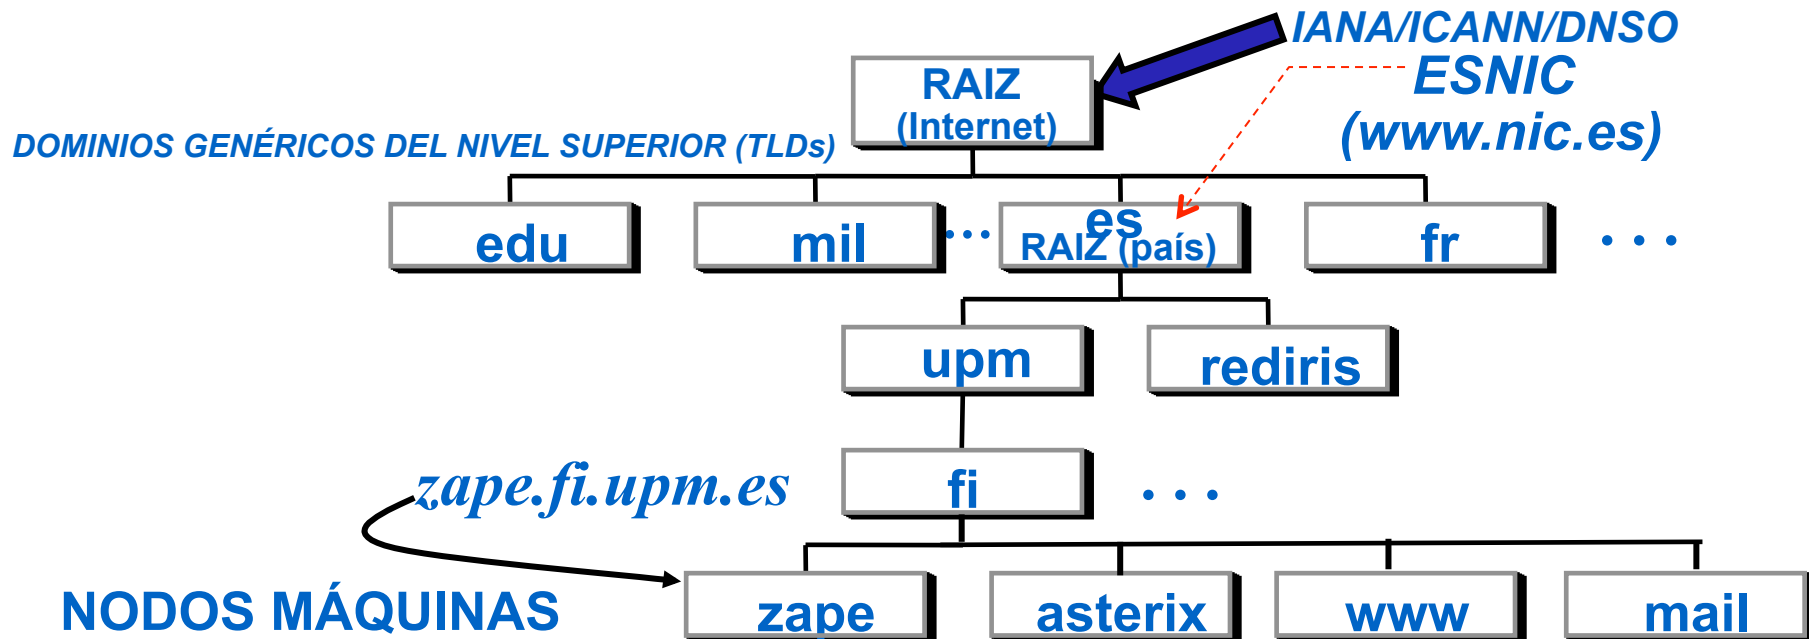 IANA/ICANN/DNSO
RAIZ
(Internet)
ESNIC
(www.nic.es)
DOMINIOS GENÉRICOS DEL NIVEL SUPERIOR (TLDs)
edu
mil
...
es
RAIZ (país)
fr
. . .
upm
rediris
zape.fi.upm.es
fi
. . .
NODOS MÁQUINAS
zape
asterix
www
mail